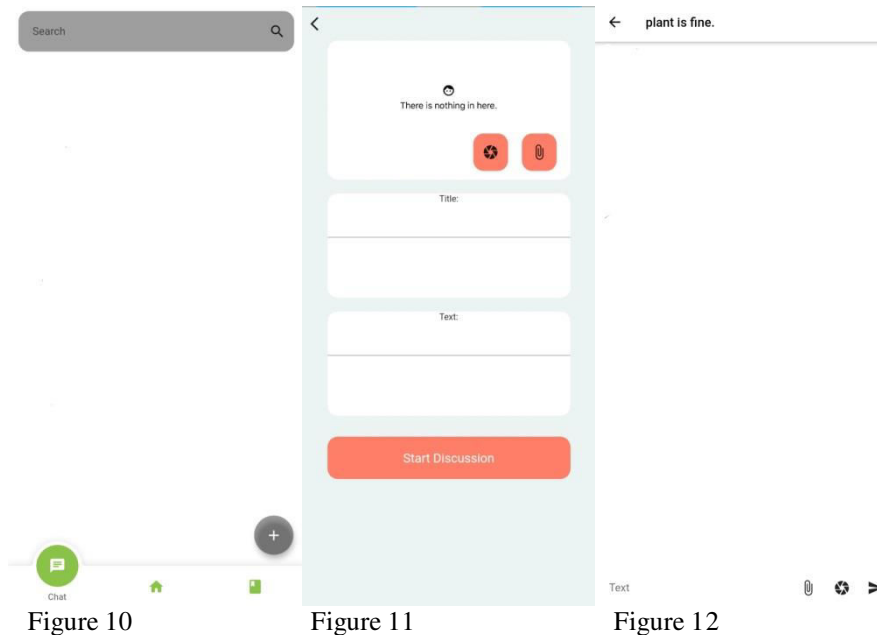 Search
Chat
Figure 10
There is nothing in here.
Title:
Text:
Start Discussion
Figure 11
plant is fine.
Text
Figure 12